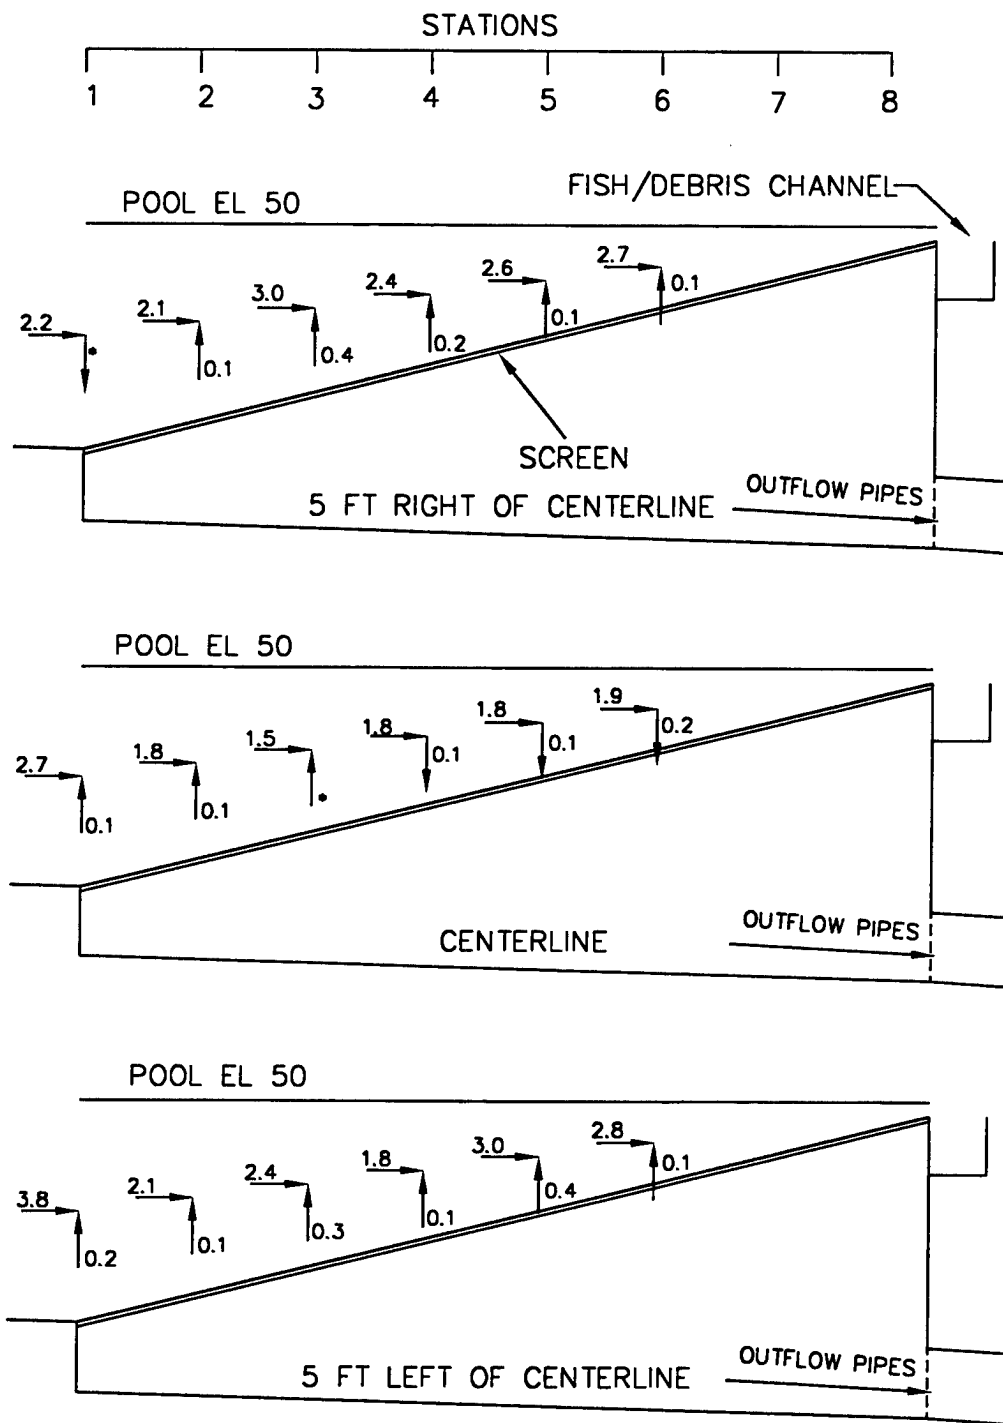 STATIONS
1 2 3 4 5 6 7 8
FISH/DEBRIS CHANNEL
POOL EL 50
2.2 2.1 3.0 2.4 2.6 2.7
* 0.1 0.4 0.2 0.1 0.1
SCREEN
5 FT RIGHT OF CENTERLINE
OUTFLOW PIPES
POOL EL 50
2.7 1.8 1.5 1.8 1.8 1.9
0.1 0.1 * 0.1 0.1 0.2
CENTERLINE
OUTFLOW PIPES
POOL EL 50
3.8 2.1 2.4 1.8 3.0 2.8
0.2 0.1 0.3 0.1 0.4 0.1
5 FT LEFT OF CENTERLINE
OUTFLOW PIPES